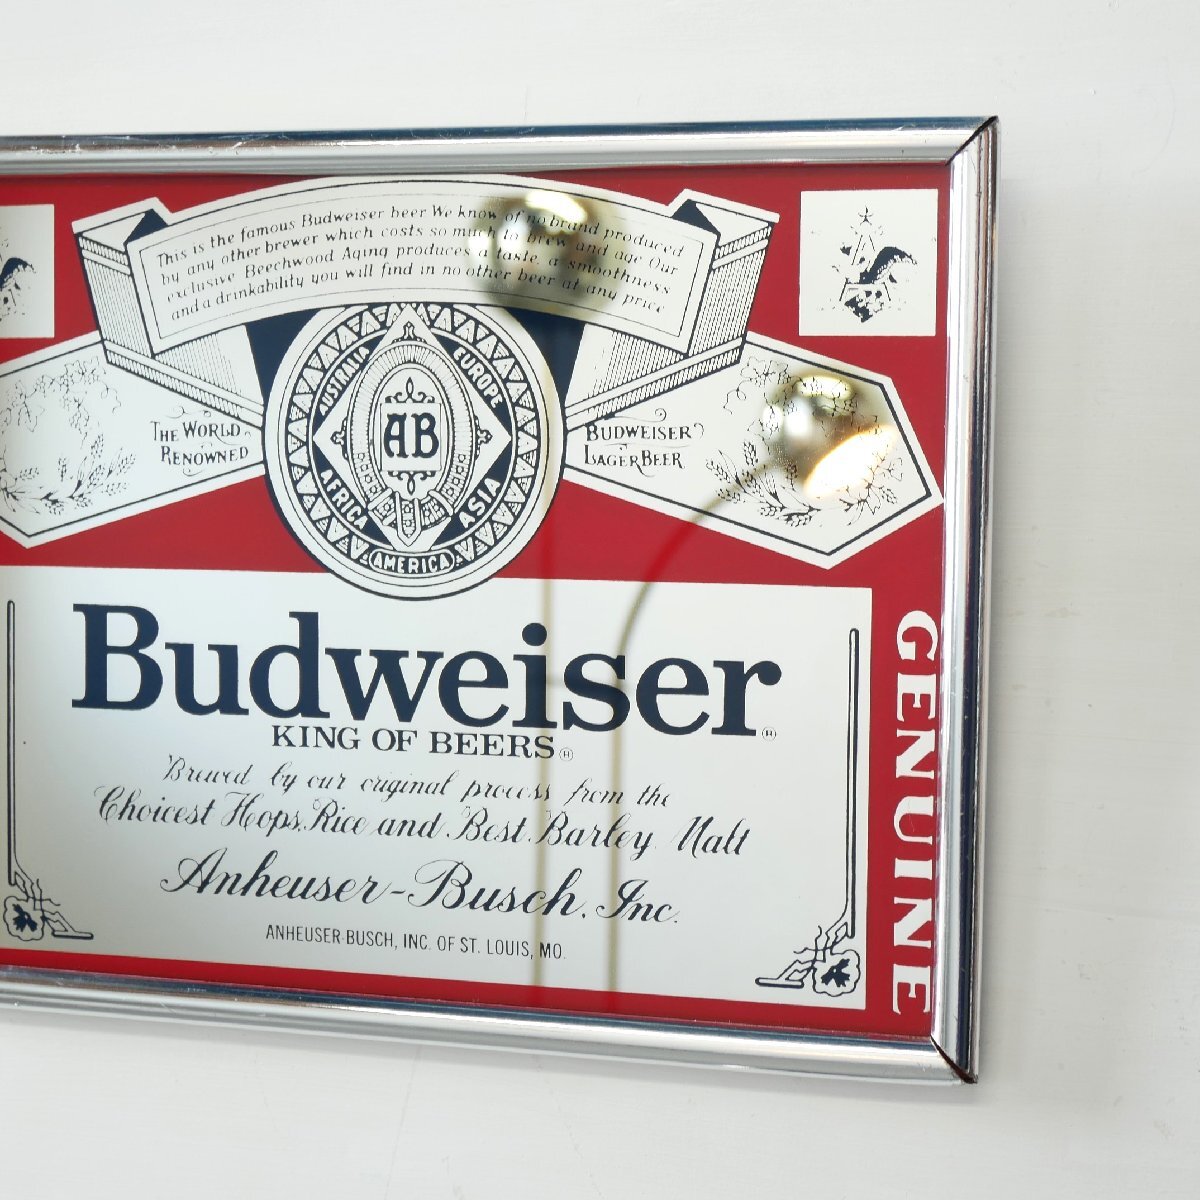 This is the famous Budweiser beer We know of no brand produced
by any other brewer which costs so much to brew and age Our
exclusive Beechwood Aging produces a taste, a smoothness
and a drinkability you will find in no other beer at any price
AUSTRALIA
EUROPE
THE WORLD
RENOWNED
AB
BUDWEISER
LAGER BEER
AFRICA
ASIA
AMERICA
Budweiser®
KING OF BEERS®
Brewed by our original process from the
Choicest Hops, Rice and Best Barley Malt
Anheuser-Busch, Inc.
ANHEUSER-BUSCH, INC. OF ST. LOUIS, MO.
GENUINE